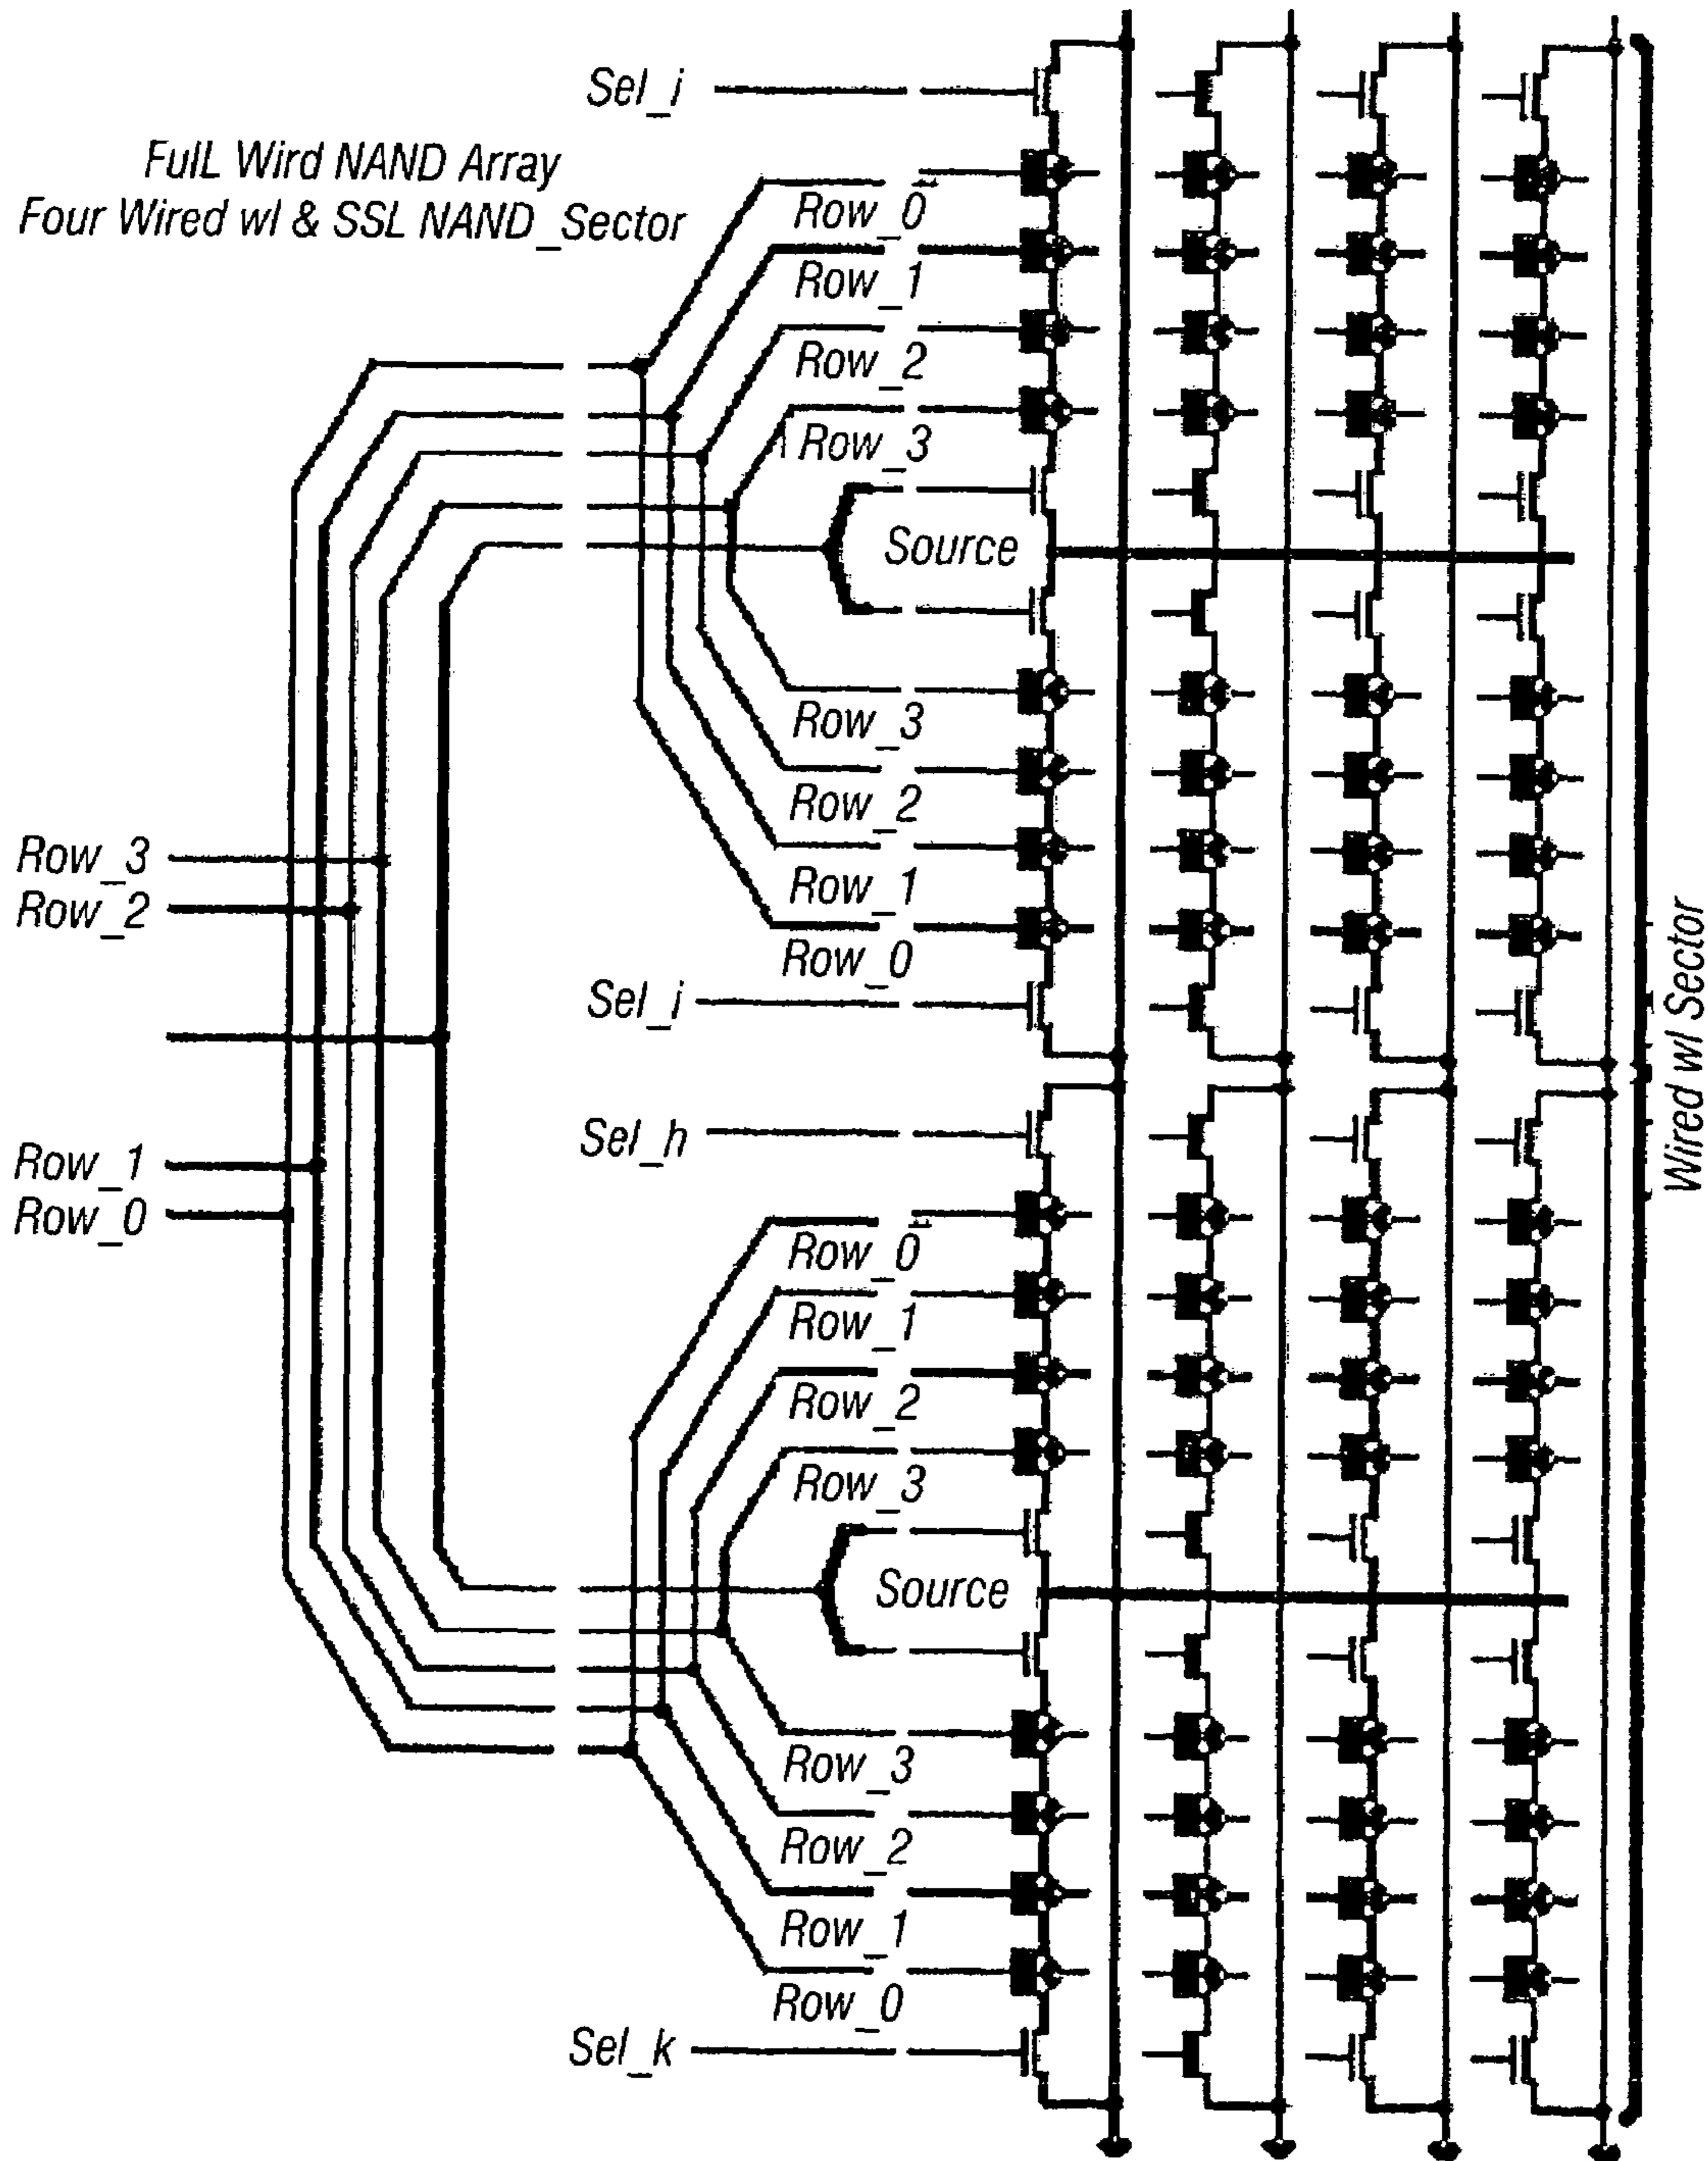 Sel_j
FulL Wird NAND Array
Four Wired wl & SSL NAND_Sector
Row_0
Row_1
Row_2
Row_3
Source
Row_3
Row_2
Row_1
Row_0
Sel_i
Row_3
Row_2
Row_1
Row_0
Sel_h
Row_0
Row_1
Row_2
Row_3
Source
Row_3
Row_2
Row_1
Row_0
Sel_k
Wired wl Sector